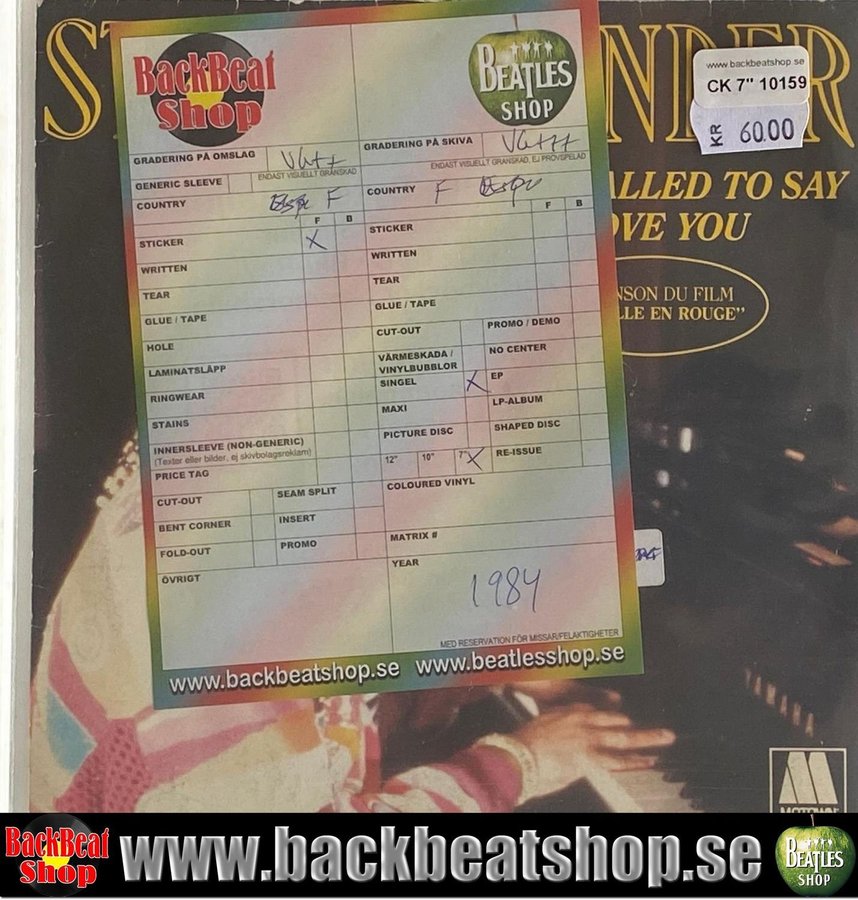 ST
NDER
ALLED TO SAY
OVE YOU
NSON DU FILM
LLE EN ROUGE”
www.backbeatshop.se
CK 7" 10159
KR 60.00
BackBeat
Shop
BEATLES
SHOP
GRADERING PÅ OMSLAG VG++
ENDAST VISUELLT GRANSKAD
GENERIC SLEEVE
COUNTRY F
F B
STICKER X
WRITTEN
TEAR
GLUE / TAPE
HOLE
LAMINATSLÄPP
RINGWEAR
STAINS
INNERSLEEVE (NON-GENERIC)
(Texter eller bilder, ej skivbolagsreklam)
PRICE TAG
CUT-OUT SEAM SPLIT
BENT CORNER INSERT
FOLD-OUT PROMO
ÖVRIGT
GRADERING PÅ SKIVA VG+++
ENDAST VISUELLT GRANSKAD, EJ PROVSPELAD
COUNTRY F
F B
STICKER
WRITTEN
TEAR
GLUE / TAPE
CUT-OUT PROMO / DEMO
VÄRMESKADA /
VINYLBUBBLOR NO CENTER
SINGEL X EP
MAXI LP-ALBUM
PICTURE DISC SHAPED DISC
12" 10" 7" X RE-ISSUE
COLOURED VINYL
MATRIX #
YEAR
1984
MED RESERVATION FÖR MISSAR/FELAKTIGHETER
www.backbeatshop.se www.beatlesshop.se
YAMAHA
MOTOWN
BackBeat
Shop
www.backbeatshop.se
BEATLES
SHOP